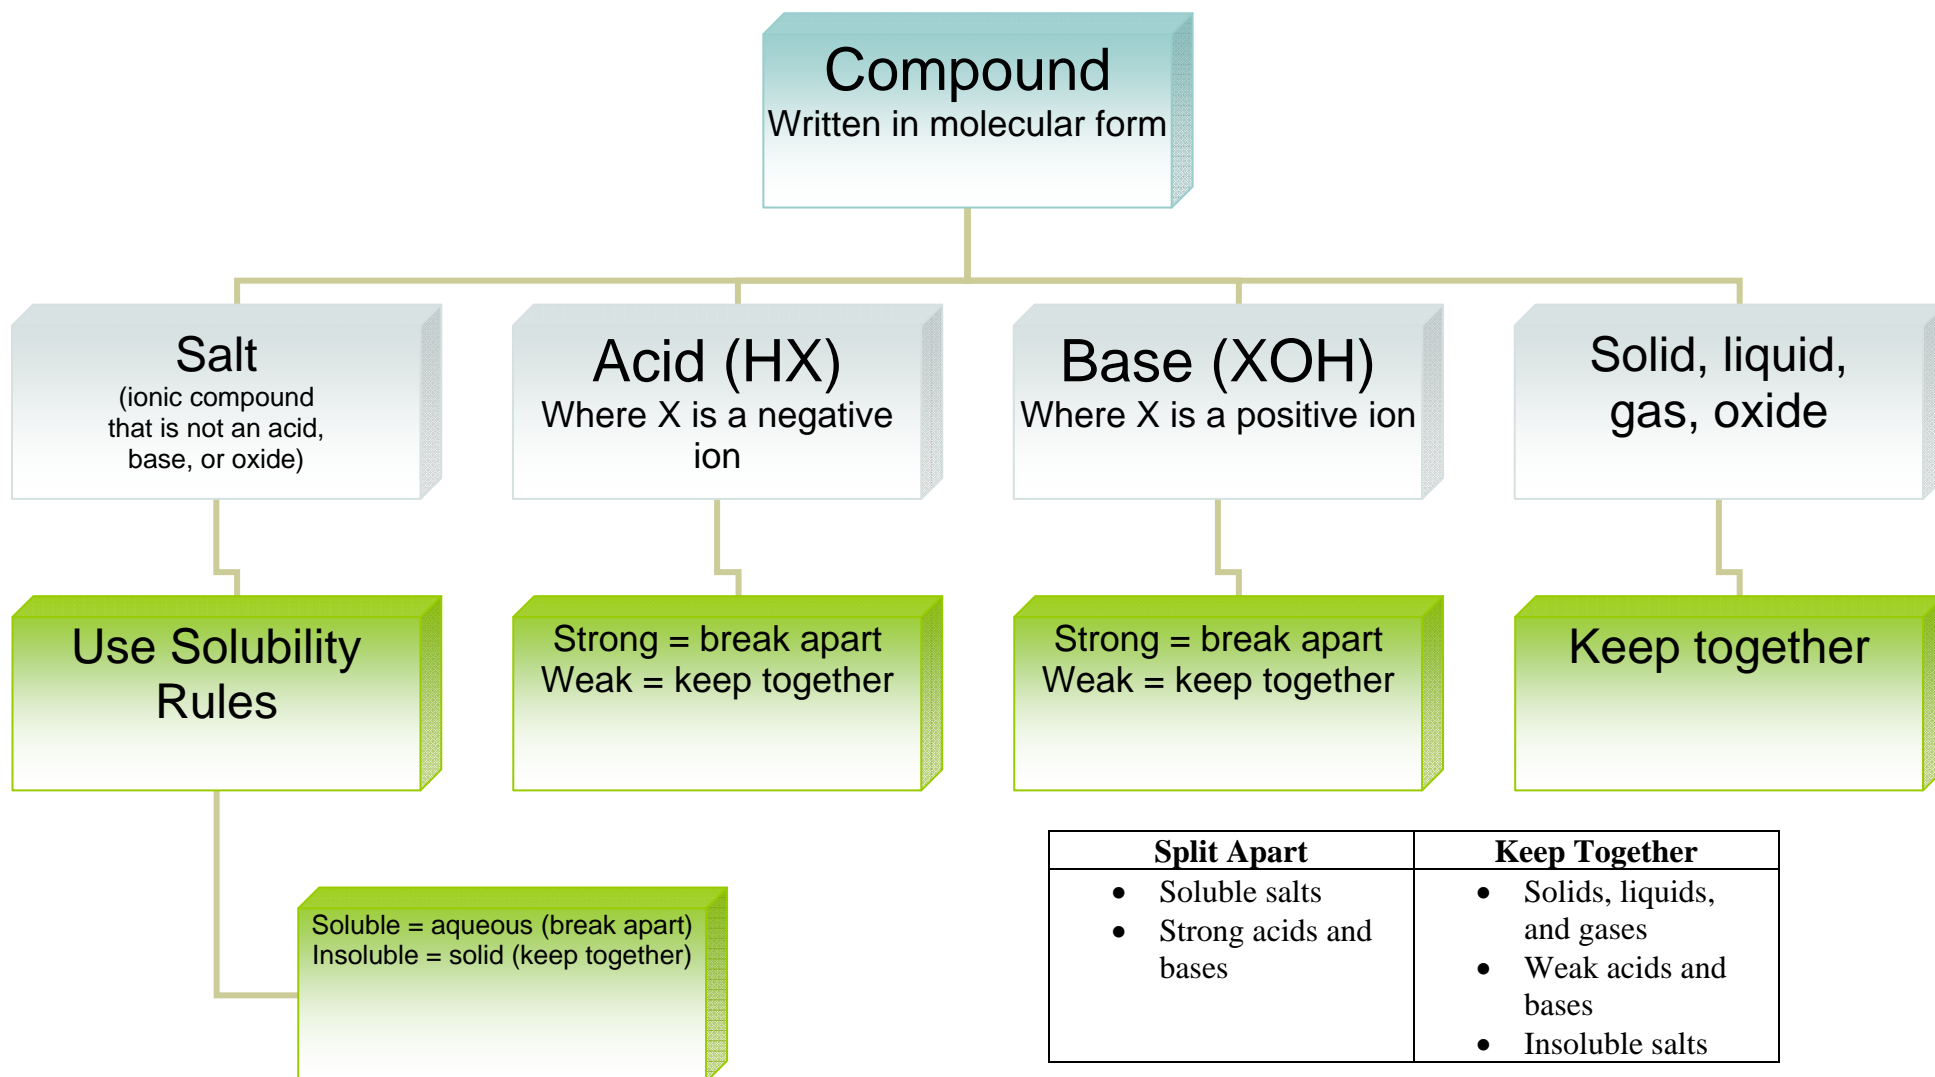 Compound
Written in molecular form
Salt
(ionic compound
that is not an acid,
base, or oxide)
Acid (HX)
Where X is a negative
ion
Base (XOH)
Where X is a positive ion
Solid, liquid,
gas, oxide
Use Solubility
Rules
Strong = break apart
Weak = keep together
Strong = break apart
Weak = keep together
Keep together
Soluble = aqueous (break apart)
Insoluble = solid (keep together)
Split Apart
• Soluble salts
• Strong acids and
bases
Keep Together
• Solids, liquids,
and gases
• Weak acids and
bases
• Insoluble salts